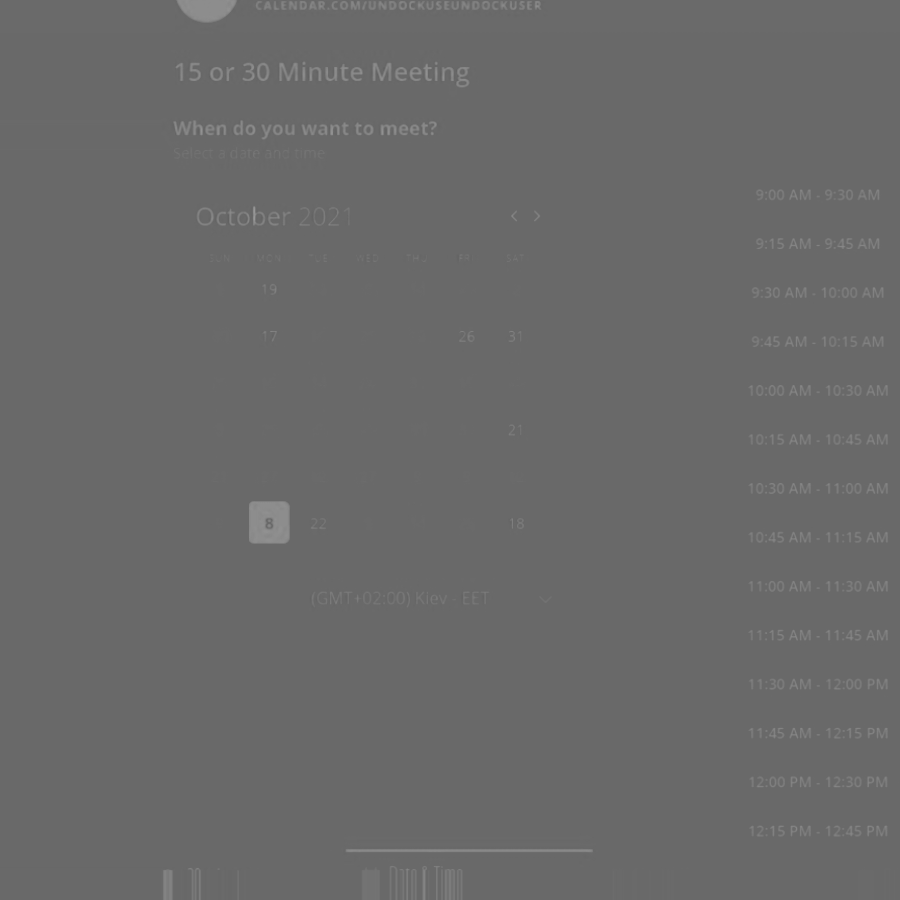 CALENDAR.COM/UNDOCKUSEUNDOCKUSER
15 or 30 Minute Meeting
When do you want to meet?
Select a date and time
October 2021
SUN MON TUE WED THU FRI SAT
19
17 26 31
21
8 22 18
(GMT+02:00) Kiev - EET
9:00 AM - 9:30 AM
9:15 AM - 9:45 AM
9:30 AM - 10:00 AM
9:45 AM - 10:15 AM
10:00 AM - 10:30 AM
10:15 AM - 10:45 AM
10:30 AM - 11:00 AM
10:45 AM - 11:15 AM
11:00 AM - 11:30 AM
11:15 AM - 11:45 AM
11:30 AM - 12:00 PM
11:45 AM - 12:15 PM
12:00 PM - 12:30 PM
12:15 PM - 12:45 PM
Date & Time